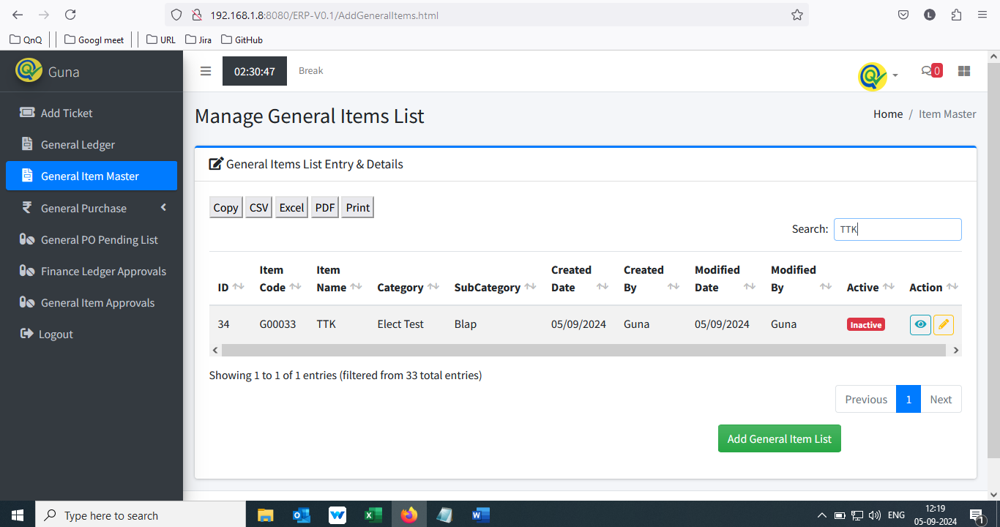 192.168.1.8:8080/ERP-V0.1/AddGeneralItems.html
L
QnQ Googl meet URL Jira GitHub
Guna
02:30:47 Break
0
Add Ticket
General Ledger
General Item Master
General Purchase
General PO Pending List
Finance Ledger Approvals
General Item Approvals
Logout
Manage General Items List
Home / Item Master
General Items List Entry & Details
Copy CSV Excel PDF Print
Search: TTK
ID Item Code Item Name Category SubCategory Created Date Created By Modified Date Modified By Active Action
34 G00033 TTK Elect Test Blap 05/09/2024 Guna 05/09/2024 Guna Inactive
Showing 1 to 1 of 1 entries (filtered from 33 total entries)
Previous 1 Next
Add General Item List
Type here to search
ENG
12:19
05-09-2024
1